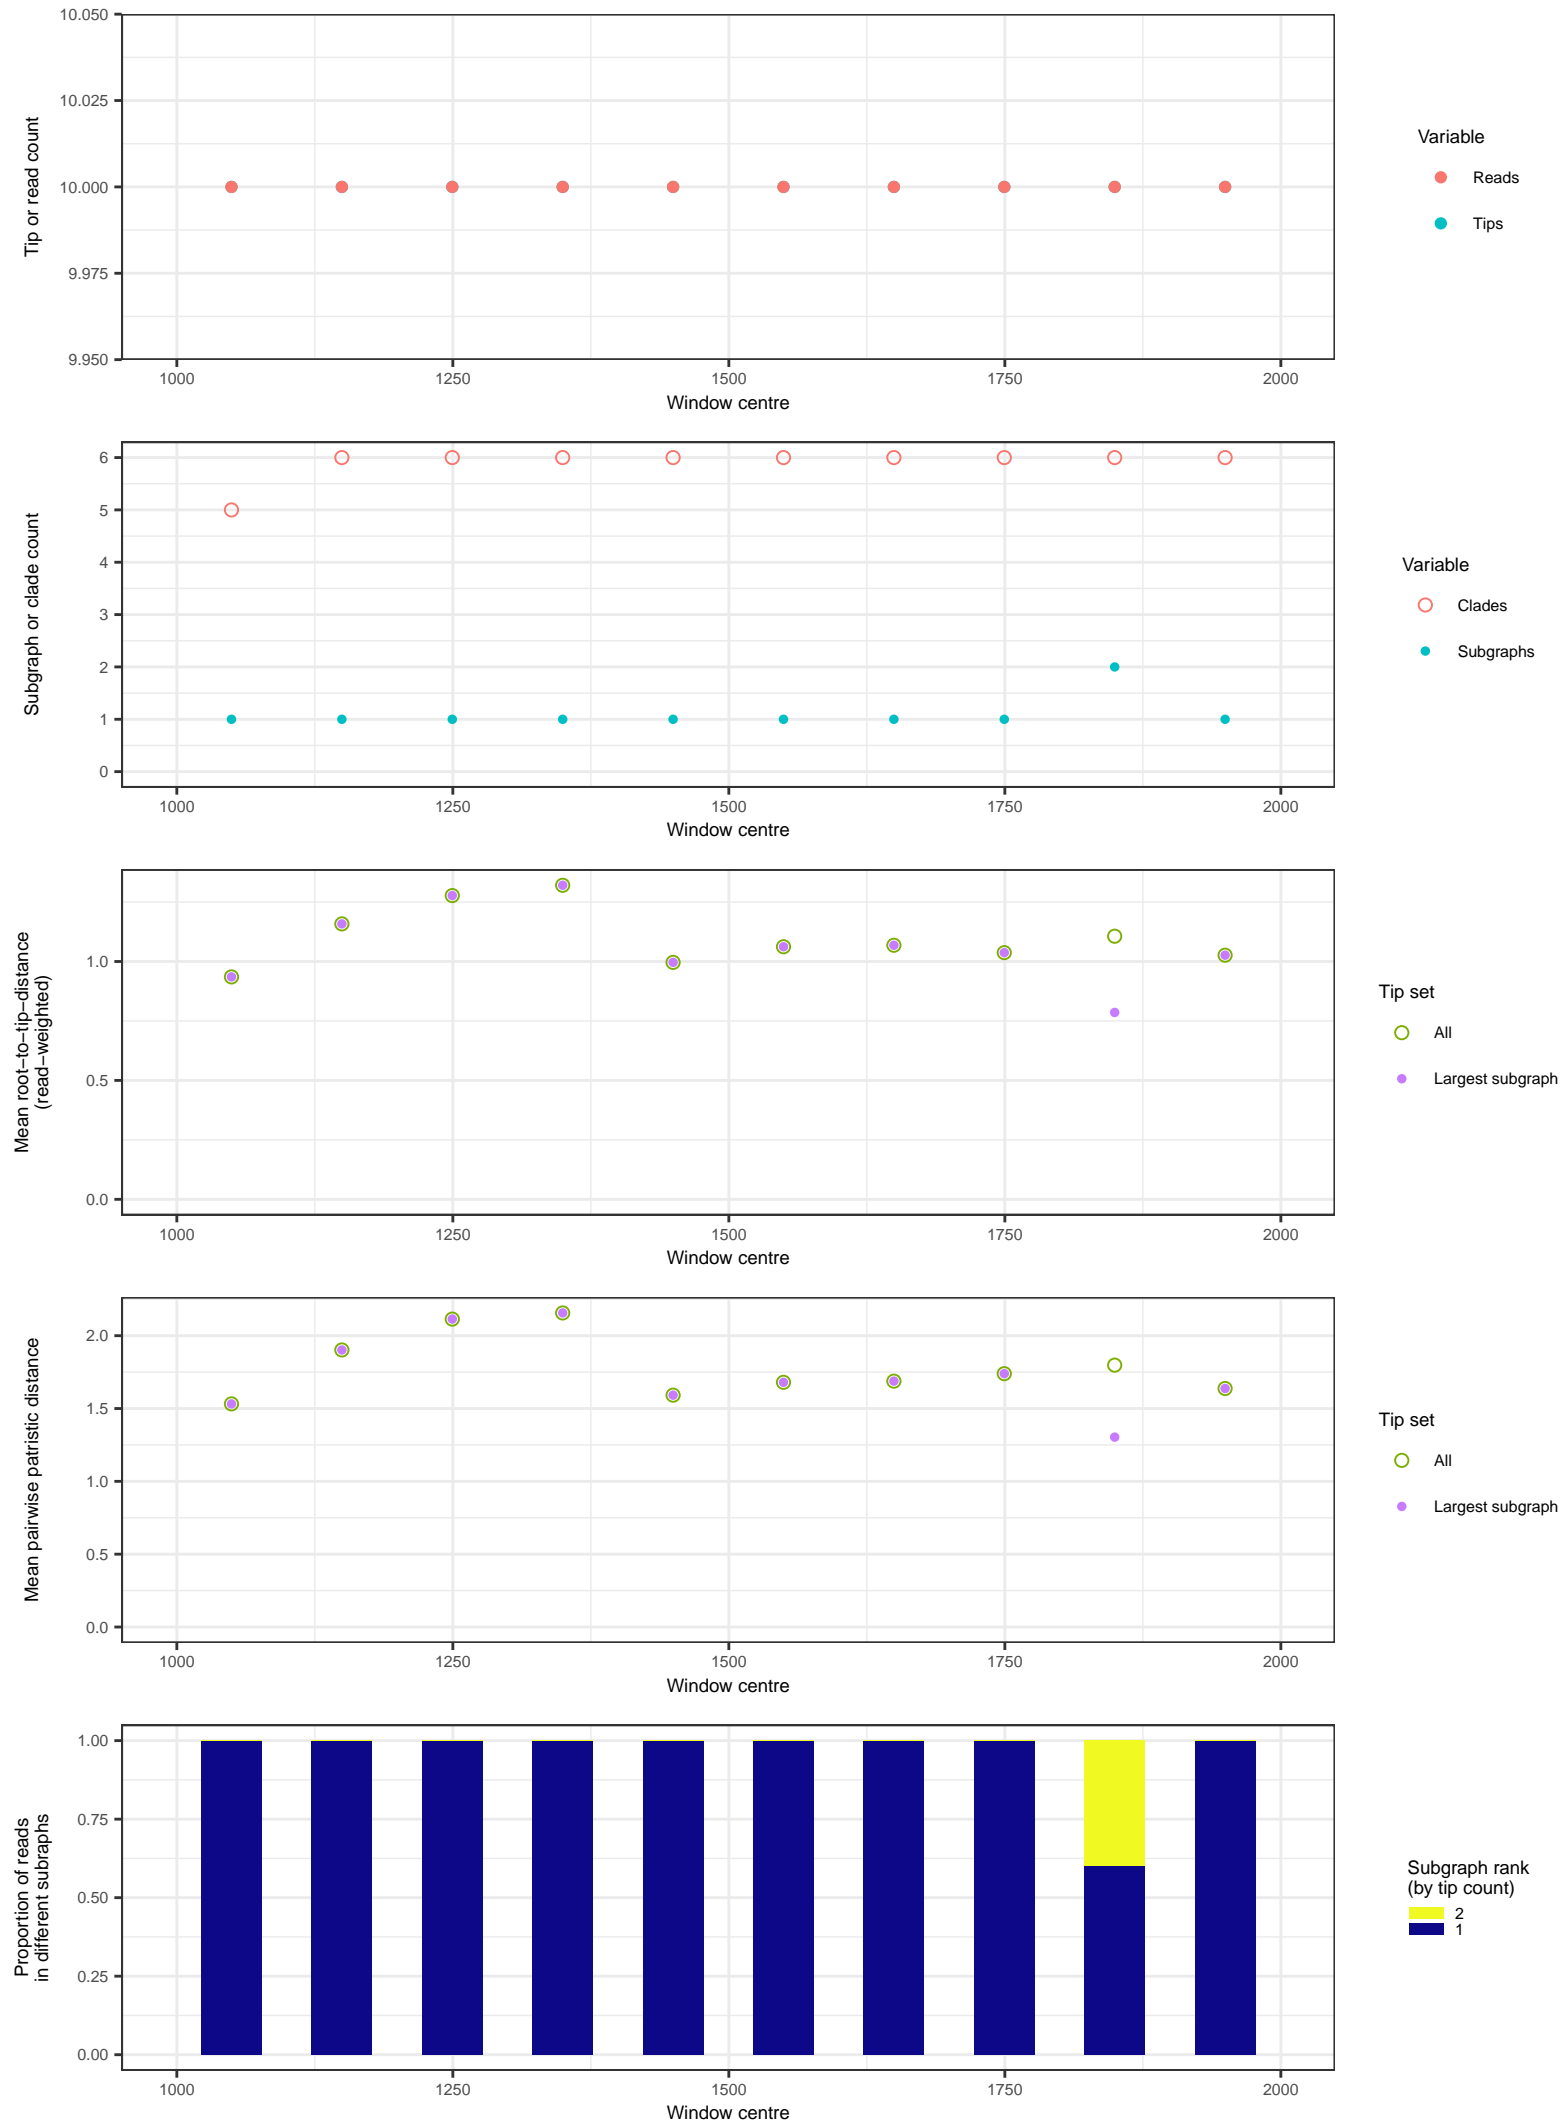 10.050
10.025
10.000
9.975
9.950
Tip or read count
1000 1250 1500 1750 2000
Window centre
Variable
Reads
Tips
6
5
4
3
2
1
0
Subgraph or clade count
1000 1250 1500 1750 2000
Window centre
Variable
Clades
Subgraphs
1.0
0.5
0.0
Mean root−to−tip−distance
(read−weighted)
1000 1250 1500 1750 2000
Window centre
Tip set
All
Largest subgraph
2.0
1.5
1.0
0.5
0.0
Mean pairwise patristic distance
1000 1250 1500 1750 2000
Window centre
Tip set
All
Largest subgraph
1.00
0.75
0.50
0.25
0.00
Proportion of reads
in different subraphs
1000 1250 1500 1750 2000
Window centre
Subgraph rank
(by tip count)
2
1